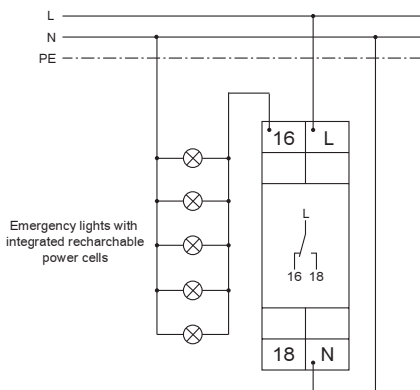 L
N
PE
16 L
Emergency lights with
integrated recharchable
power cells
L
16 18
18 N